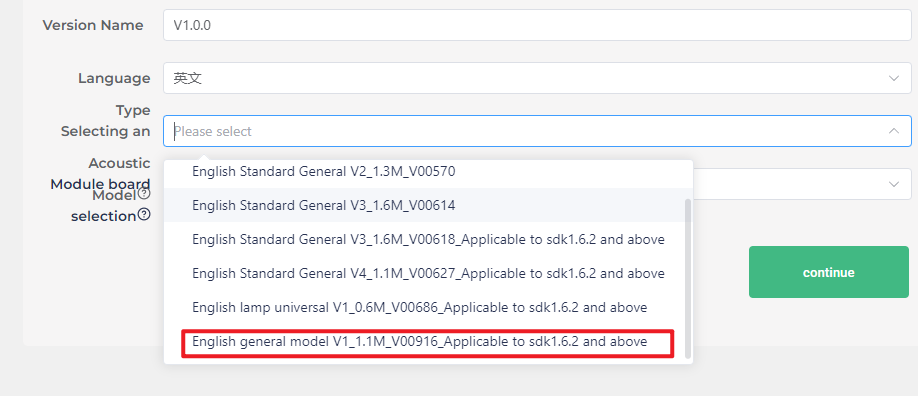 Version Name
V1.0.0
Language
英文
Type
Selecting an
Please select
Acoustic
Model
Module board
selection
English Standard General V2_1.3M_V00570
English Standard General V3_1.6M_V00614
English Standard General V3_1.6M_V00618_Applicable to sdk1.6.2 and above
English Standard General V4_1.1M_V00627_Applicable to sdk1.6.2 and above
English lamp universal V1_0.6M_V00686_Applicable to sdk1.6.2 and above
English general model V1_1.1M_V00916_Applicable to sdk1.6.2 and above
continue